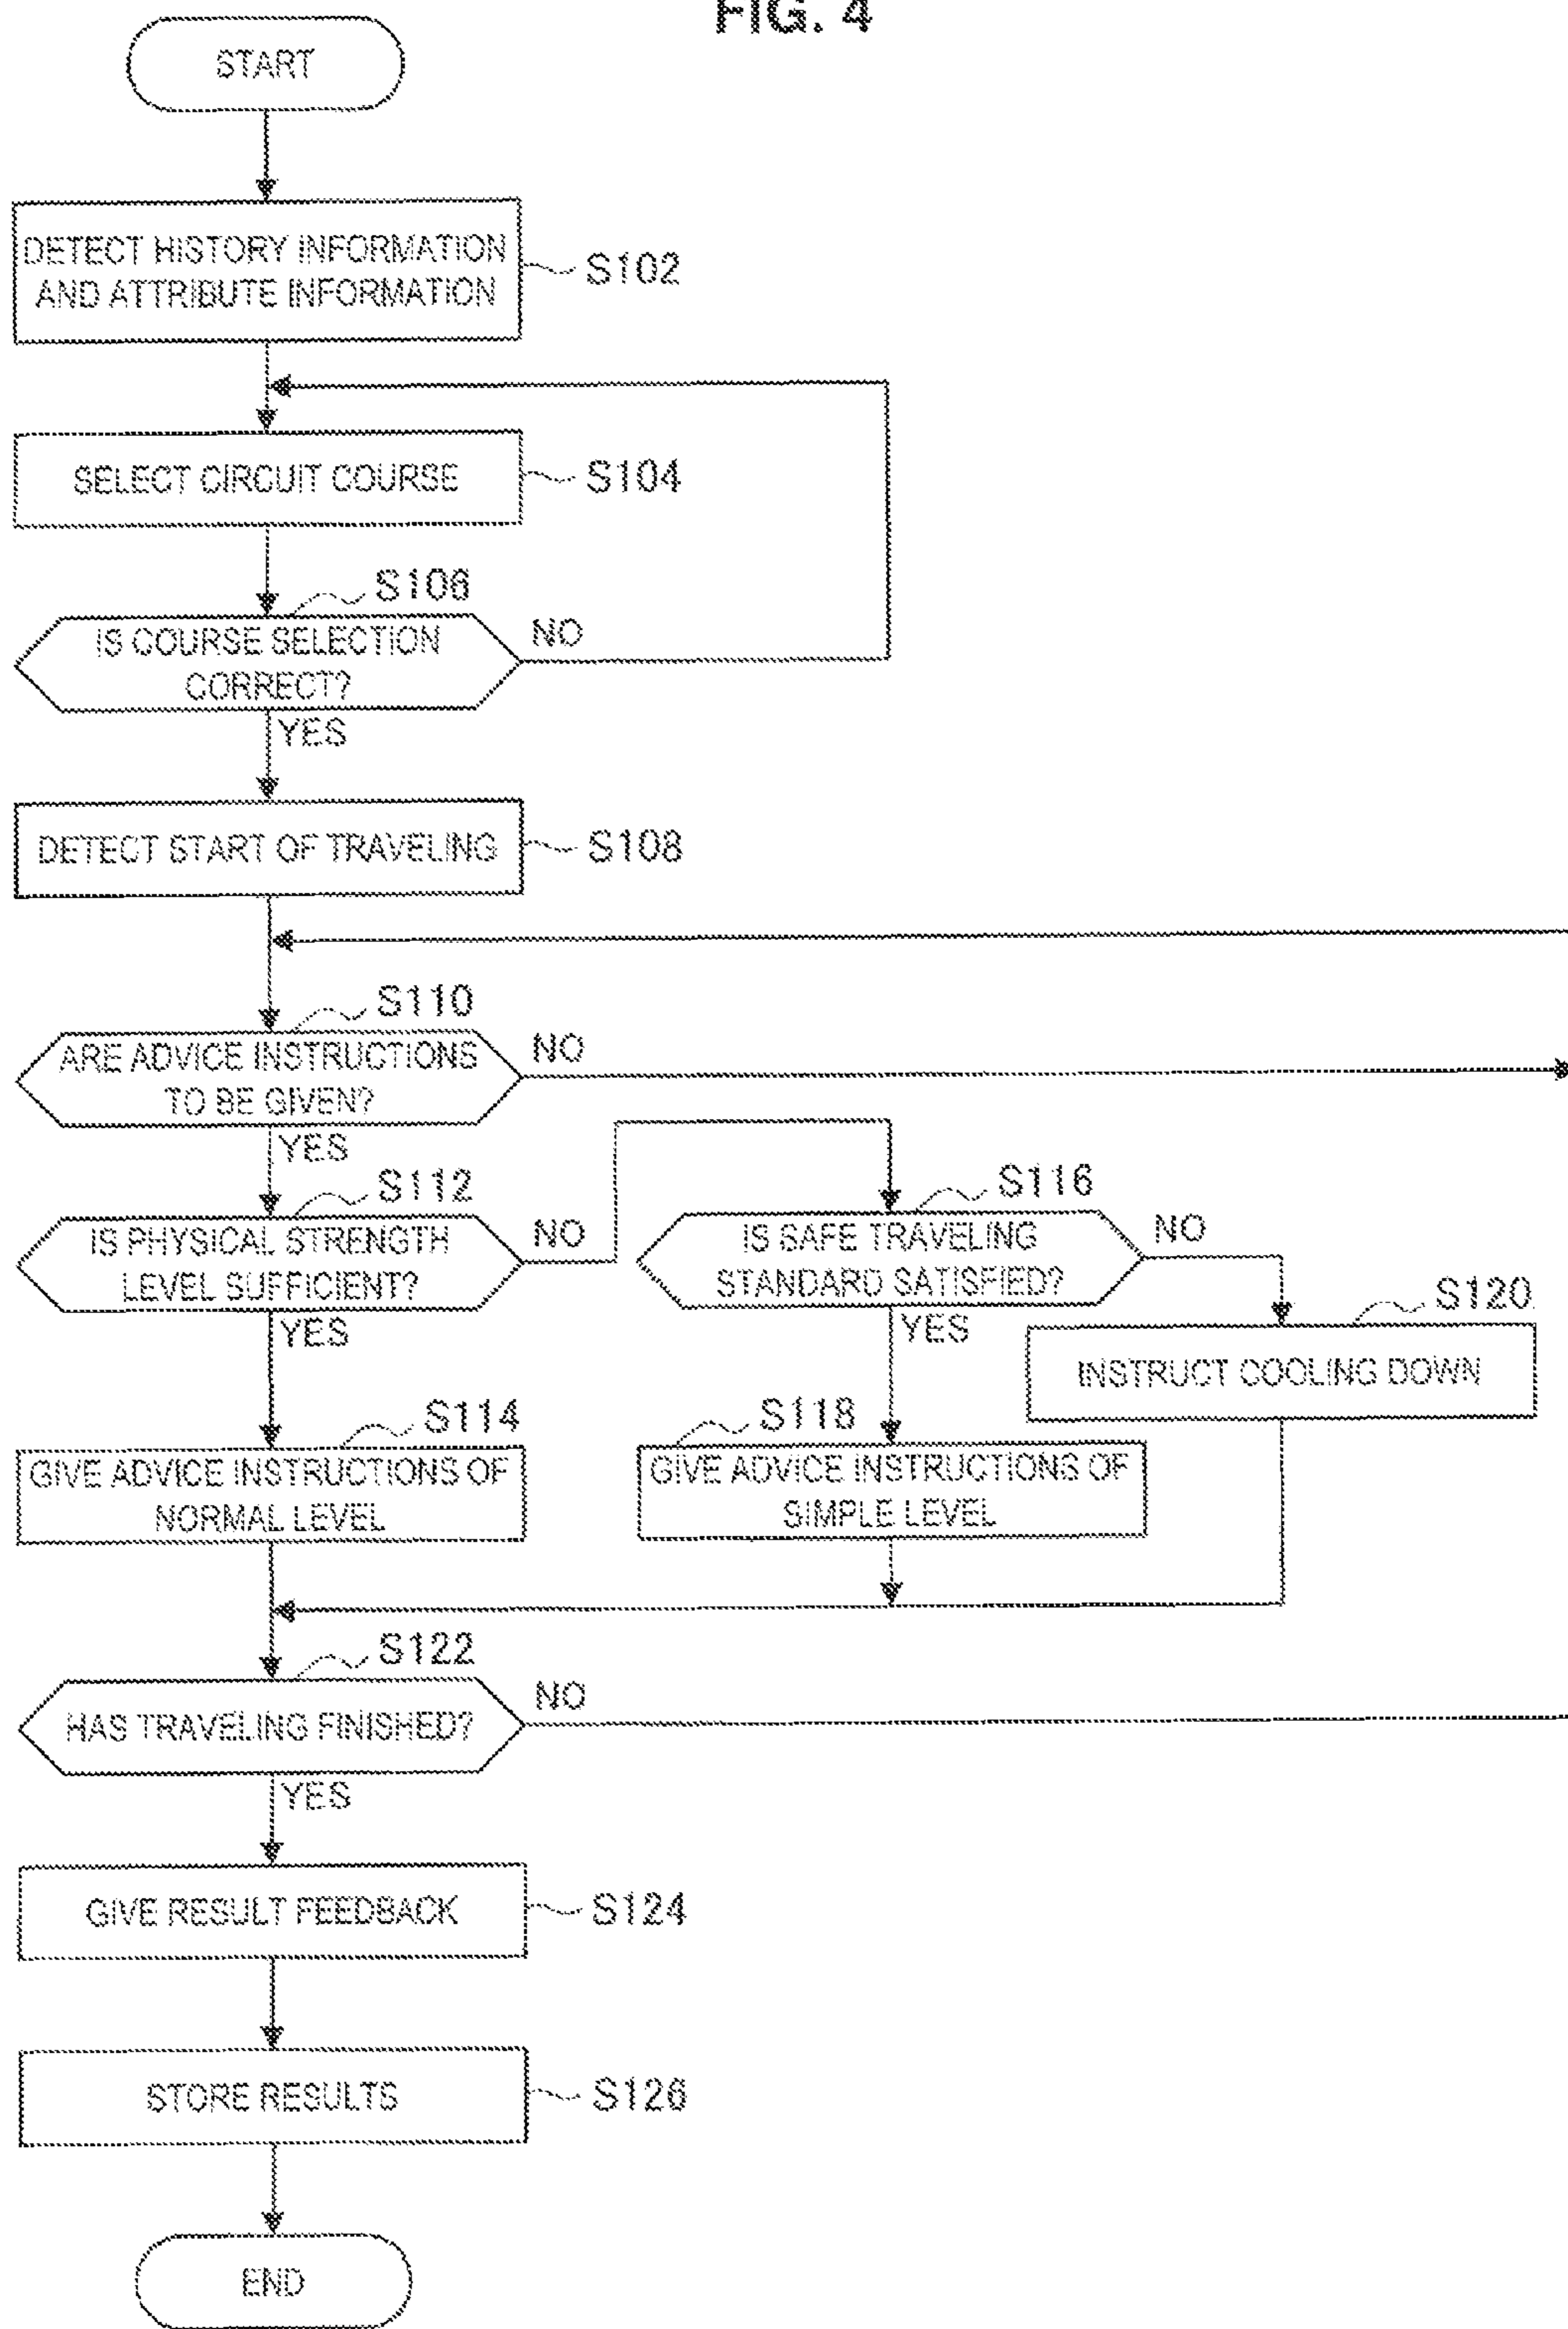 FIG. 4
START
DETECT HISTORY INFORMATION
AND ATTRIBUTE INFORMATION
S102
SELECT CIRCUIT COURSE
S104
S106
IS COURSE SELECTION
CORRECT?
NO
YES
DETECT START OF TRAVELING
S108
S110
ARE ADVICE INSTRUCTIONS
TO BE GIVEN?
NO
YES
S112
IS PHYSICAL STRENGTH
LEVEL SUFFICIENT?
NO
YES
S116
IS SAFE TRAVELING
STANDARD SATISFIED?
NO
YES
S120
INSTRUCT COOLING DOWN
S114
GIVE ADVICE INSTRUCTIONS OF
NORMAL LEVEL
S118
GIVE ADVICE INSTRUCTIONS OF
SIMPLE LEVEL
S122
HAS TRAVELING FINISHED?
NO
YES
GIVE RESULT FEEDBACK
S124
STORE RESULTS
S126
END